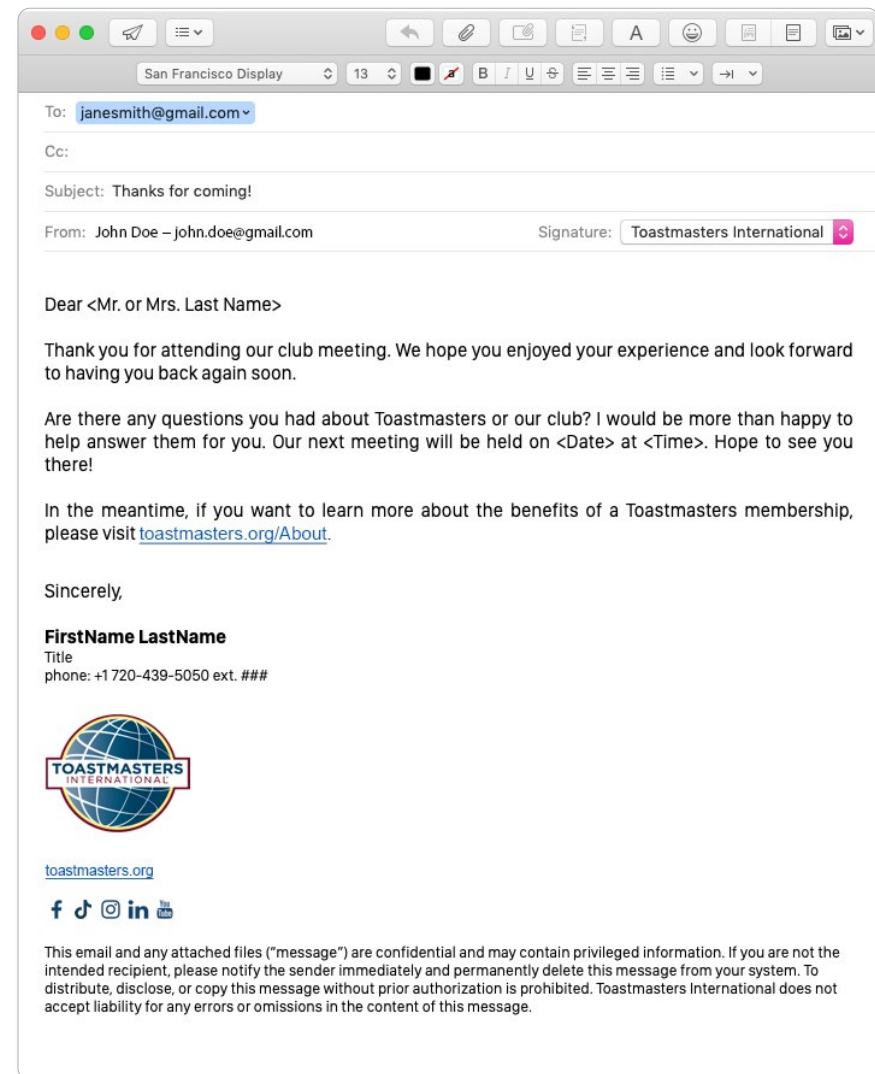 San Francisco Display 13 a B I U S
To: janesmith@gmail.com
Cc:
Subject: Thanks for coming!
From: John Doe – john.doe@gmail.com Signature: Toastmasters International
Dear <Mr. or Mrs. Last Name>
Thank you for attending our club meeting. We hope you enjoyed your experience and look forward
to having you back again soon.
Are there any questions you had about Toastmasters or our club? I would be more than happy to
help answer them for you. Our next meeting will be held on <Date> at <Time>. Hope to see you
there!
In the meantime, if you want to learn more about the benefits of a Toastmasters membership,
please visit toastmasters.org/About.
Sincerely,
FirstName LastName
Title
phone: +1 720-439-5050 ext. ###
TOASTMASTERS
INTERNATIONAL
toastmasters.org
You
Tube
This email and any attached files (“message”) are confidential and may contain privileged information. If you are not the
intended recipient, please notify the sender immediately and permanently delete this message from your system. To
distribute, disclose, or copy this message without prior authorization is prohibited. Toastmasters International does not
accept liability for any errors or omissions in the content of this message.